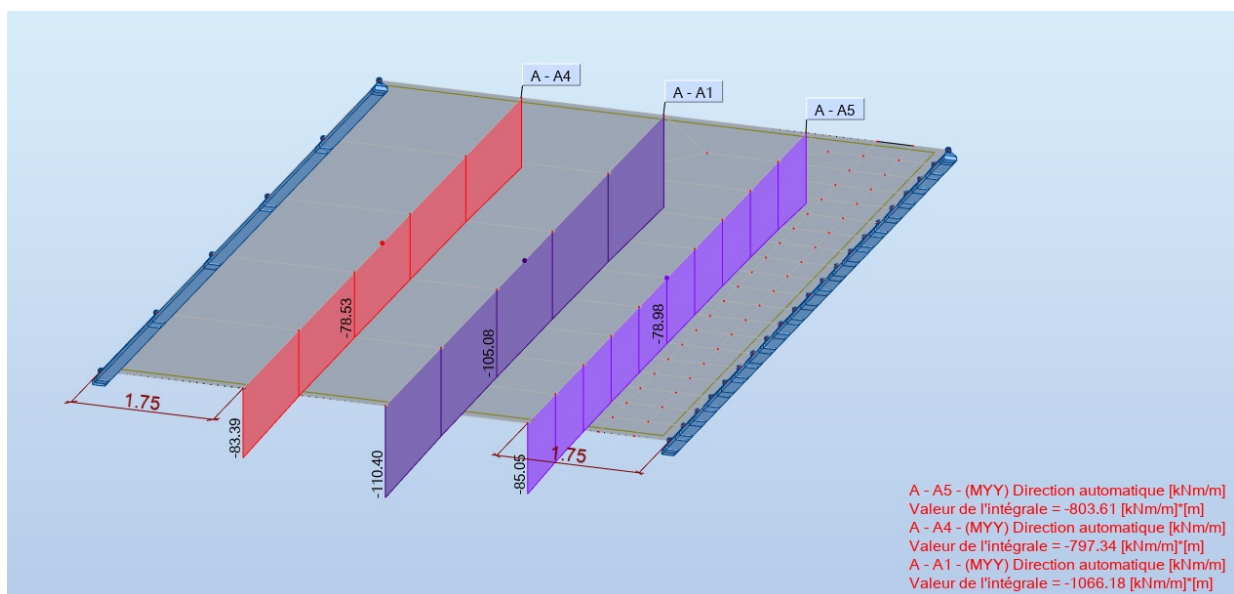 A - A4
A - A1
A - A5
-78.53
-105.08
-78.98
1.75
-83.39
-110.40
-85.05
1.75
A - A5 - (MYY) Direction automatique [kNm/m]
Valeur de l'intégrale = -803.61 [kNm/m]*[m]
A - A4 - (MYY) Direction automatique [kNm/m]
Valeur de l'intégrale = -797.34 [kNm/m]*[m]
A - A1 - (MYY) Direction automatique [kNm/m]
Valeur de l'intégrale = -1066.18 [kNm/m]*[m]